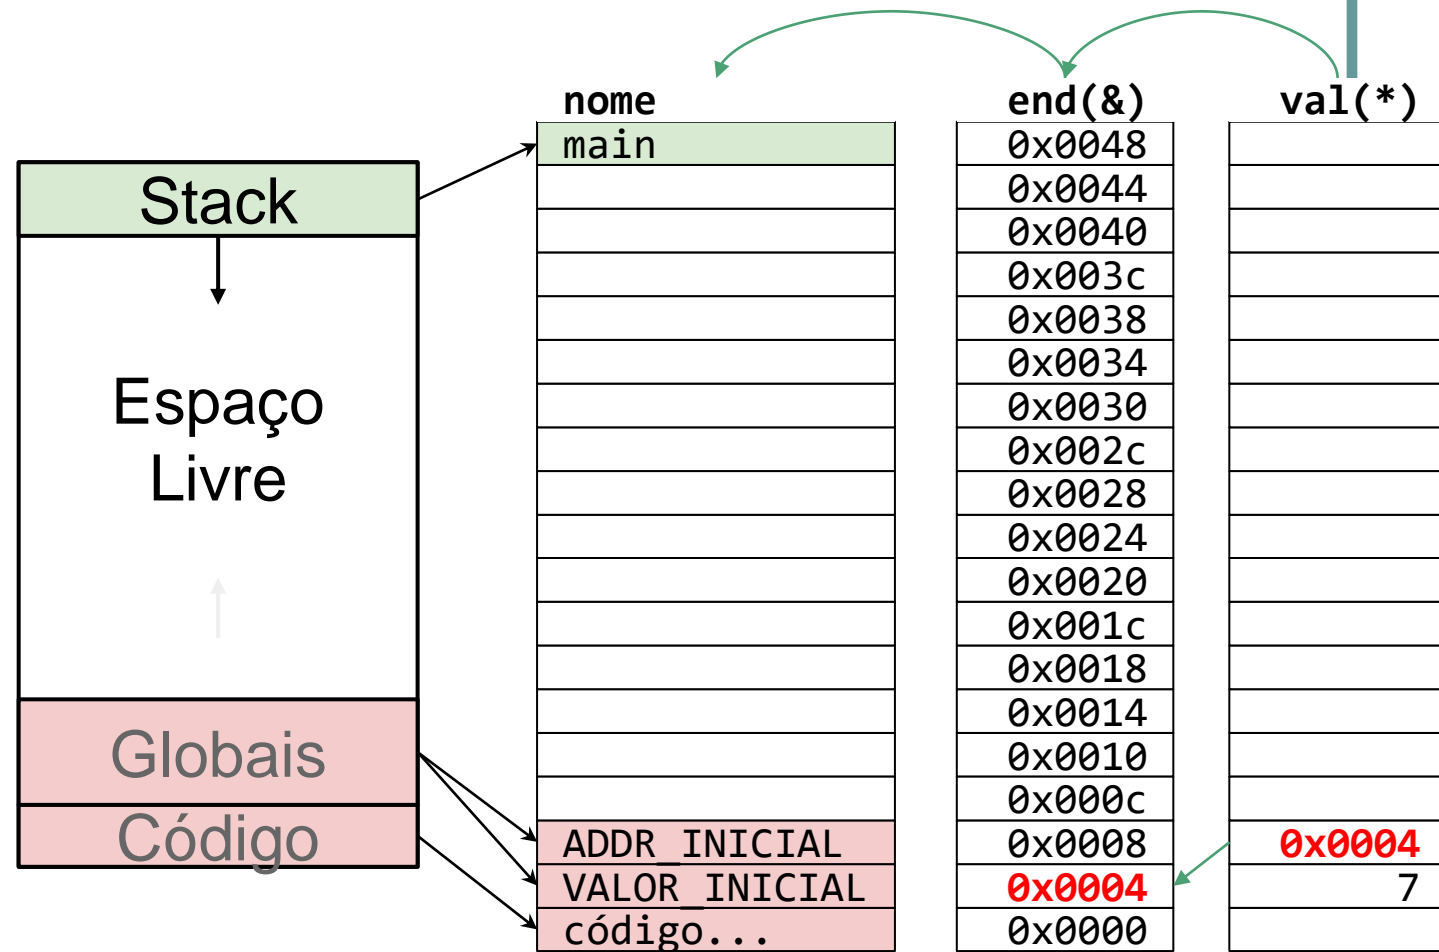 Stack
Espaço
Livre
Globais
Código
nome end(&) val(*)
main 0x0048
0x0044
0x0040
0x003c
0x0038
0x0034
0x0030
0x002c
0x0028
0x0024
0x0020
0x001c
0x0018
0x0014
0x0010
0x000c
ADDR_INICIAL 0x0008 0x0004
VALOR_INICIAL 0x0004 7
código... 0x0000